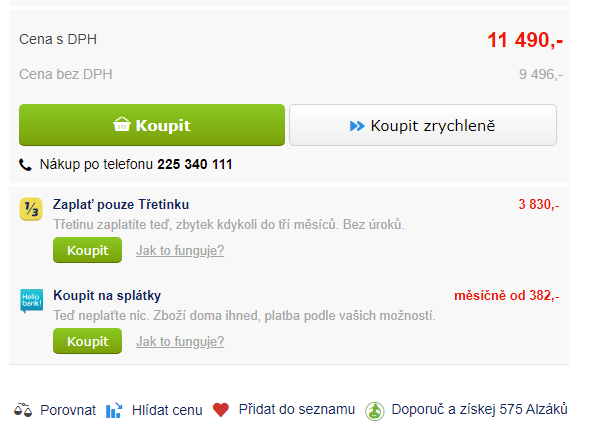 Cena s DPH 11 490,-
Cena bez DPH 9 496,-
Koupit Koupit zrychleně
Nákup po telefonu 225 340 111
1/3 Zaplať pouze Třetinku 3 830,-
Třetinu zaplatíte teď, zbytek kdykoli do tří měsíců. Bez úroků.
Koupit Jak to funguje?
Hello bank! Koupit na splátky měsíčně od 382,-
Teď neplaťte nic. Zboží doma ihned, platba podle vašich možností.
Koupit Jak to funguje?
Porovnat Hlídat cenu Přidat do seznamu Doporuč a získej 575 Alzáků